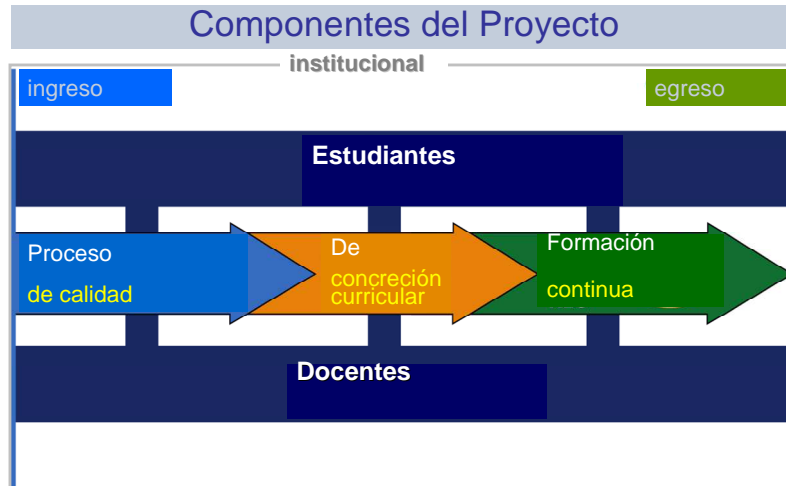 Componentes del Proyecto
institucional
ingreso
egreso
Estudiantes
Proceso
de calidad
De
concreción
curricular
Formación
continua
Docentes